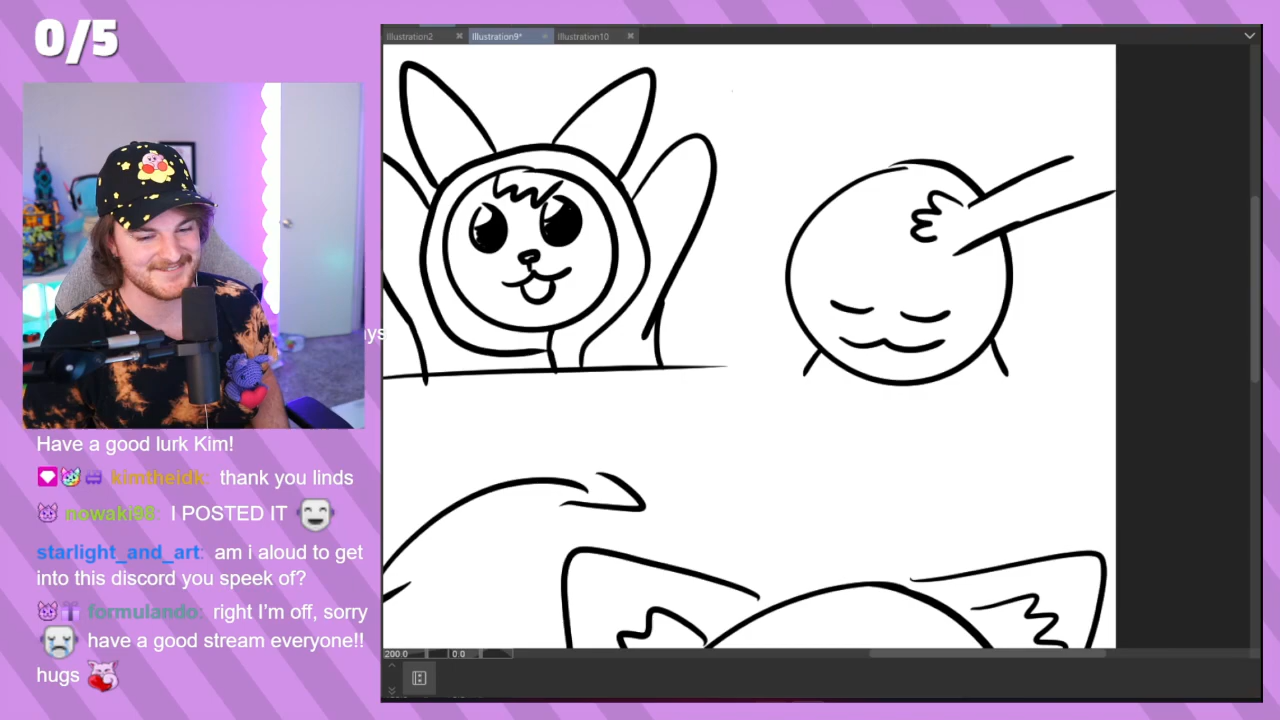 0/5
Illustration2
Illustration9*
Illustration10
ys
Have a good lurk Kim!
kimtheidk: thank you linds
nowaki98: I POSTED IT
starlight_and_art: am i aloud to get
into this discord you speek of?
formulando: right I'm off, sorry
have a good stream everyone!!
hugs
200.0
0.0